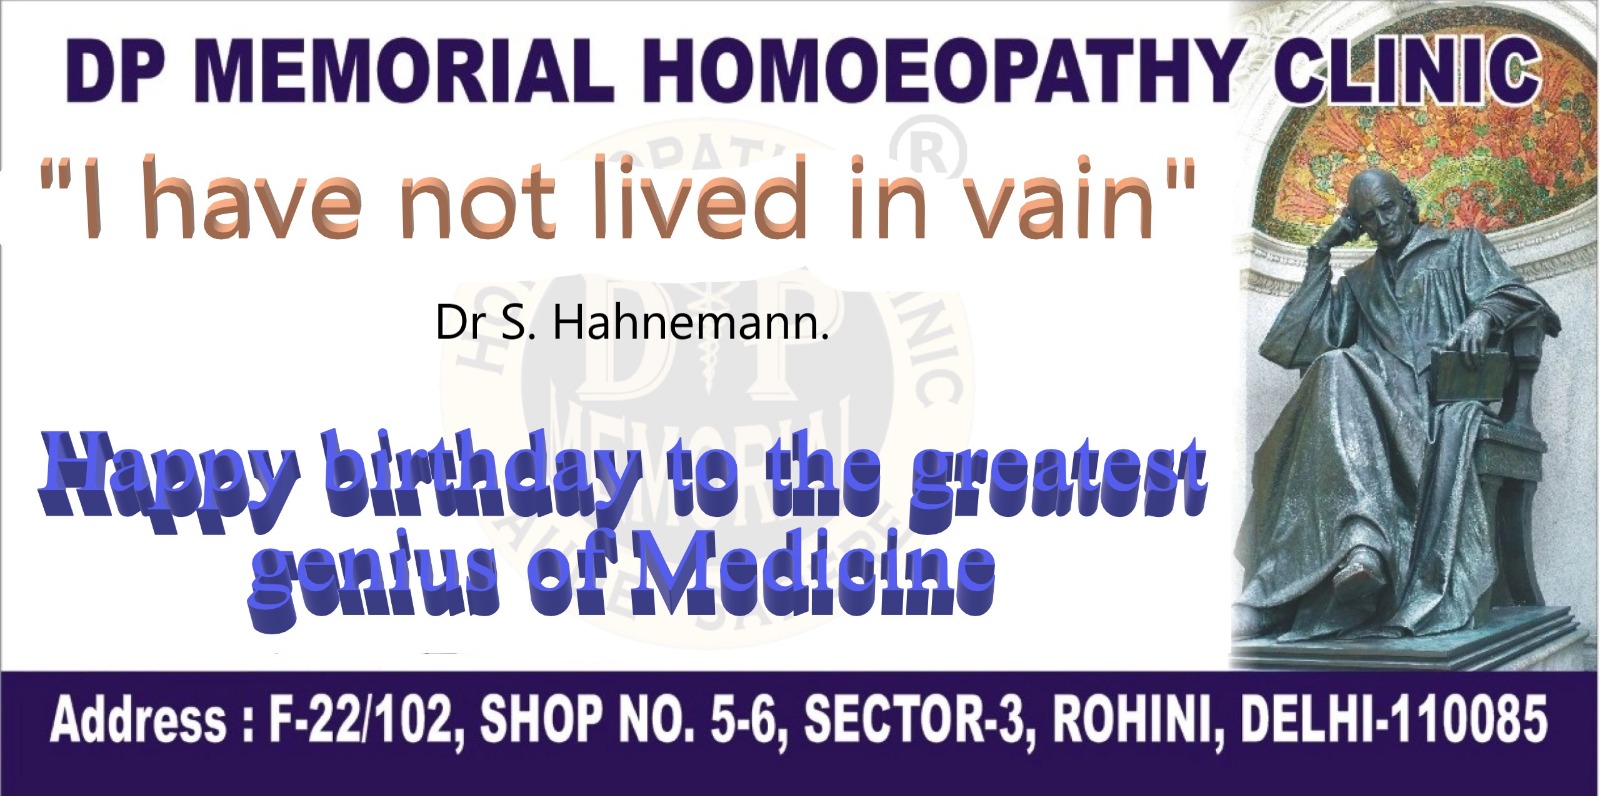 DP MEMORIAL HOMOEOPATHY CLINIC
"I have not lived in vain"
Dr S. Hahnemann.
Happy birthday to the greatest
genius of Medicine
D P
MEMORIAL
®
Address : F-22/102, SHOP NO. 5-6, SECTOR-3, ROHINI, DELHI-110085